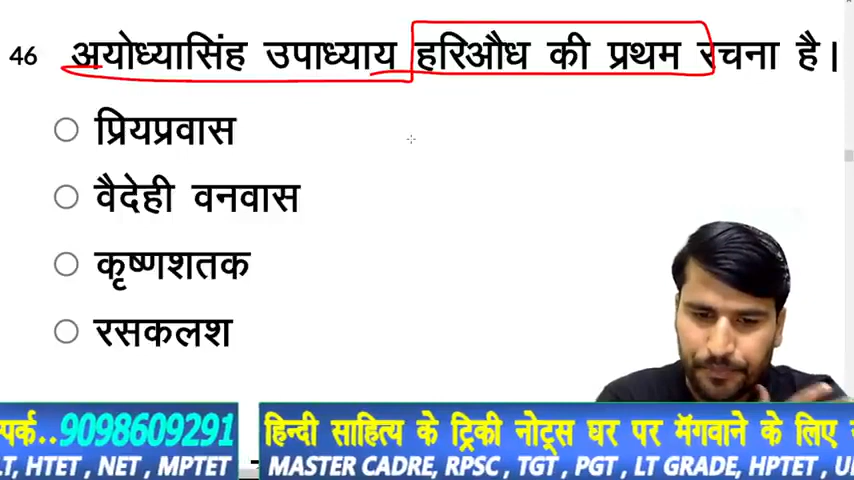 46 अयोध्यासिंह उपाध्याय हरिऔध की प्रथम रचना है।
प्रियप्रवास
वैदेही वनवास
कृष्णशतक
रसकलश
9098609291 हिन्दी साहित्य के ट्रिकी नोट्स घर पर मॅगवाने के लिए
HTET , NET , MPTET MASTER CADRE, RPSC , TGT , PGT , LT GRADE, HPTET ,